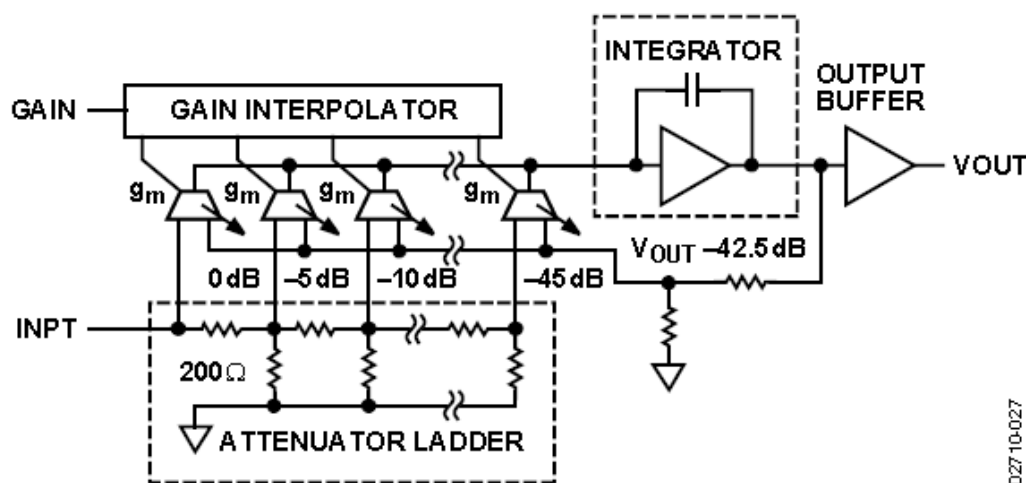 INTEGRATOR
OUTPUT
BUFFER
GAIN
GAIN INTERPOLATOR
VOUT
gm
gm
gm
gm
VOUT –42.5 dB
0 dB
–5 dB
–10 dB
–45 dB
INPT
200 Ω
ATTENUATOR LADDER
02710-027